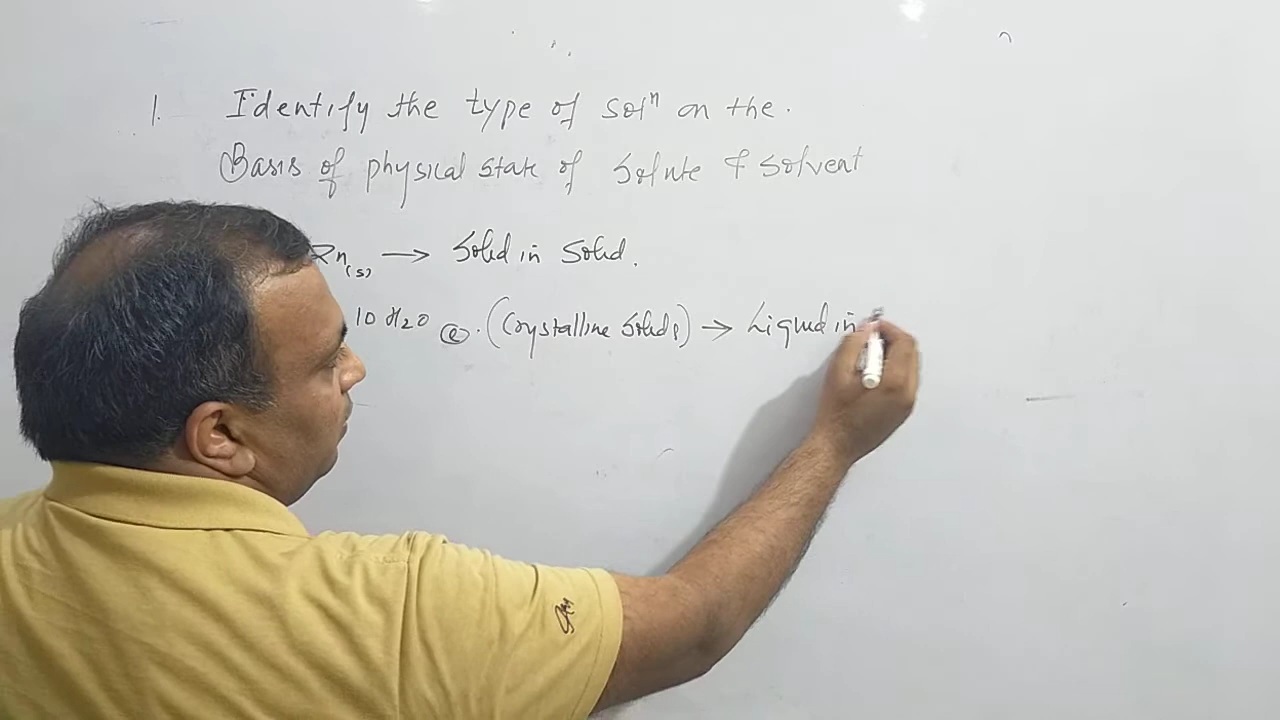 1. Identify the type of Solⁿ on the.
Basis of physical State of Solute & Solvent
Zn(s) → Solid in Solid.
10 H2O (l). (Crystalline Solids) → Liquid in